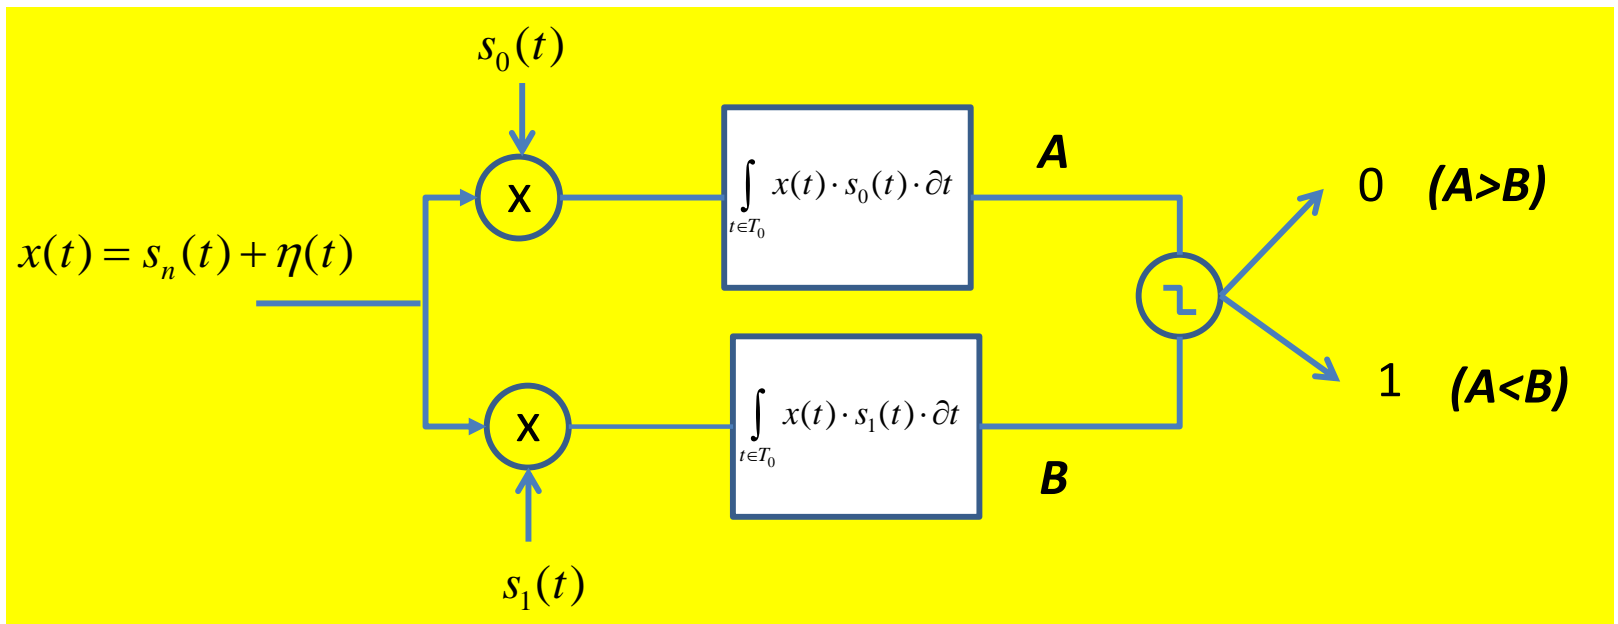 s₀(t)
x(t) = sₙ(t) + η(t)
X
∫ x(t)·s₀(t)·∂t
t∈T₀
A
0 (A>B)
X
∫ x(t)·s₁(t)·∂t
t∈T₀
B
1 (A<B)
s₁(t)